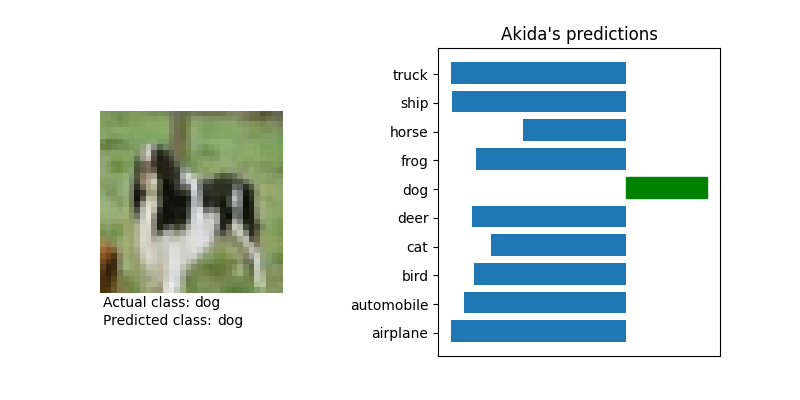 Akida's predictions
truck
ship
horse
frog
dog
deer
cat
bird
automobile
airplane
Actual class: dog
Predicted class: dog